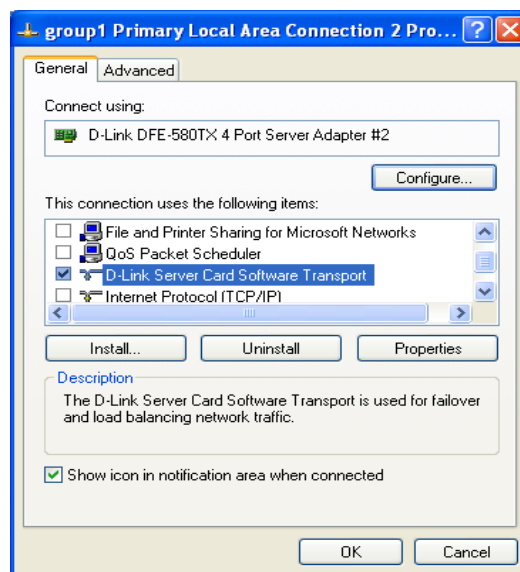 group1 Primary Local Area Connection 2 Pro...
General
Advanced
Connect using:
D-Link DFE-580TX 4 Port Server Adapter #2
Configure...
This connection uses the following items:
File and Printer Sharing for Microsoft Networks
QoS Packet Scheduler
D-Link Server Card Software Transport
Internet Protocol (TCP/IP)
Install...
Uninstall
Properties
Description
The D-Link Server Card Software Transport is used for failover
and load balancing network traffic.
Show icon in notification area when connected
OK
Cancel